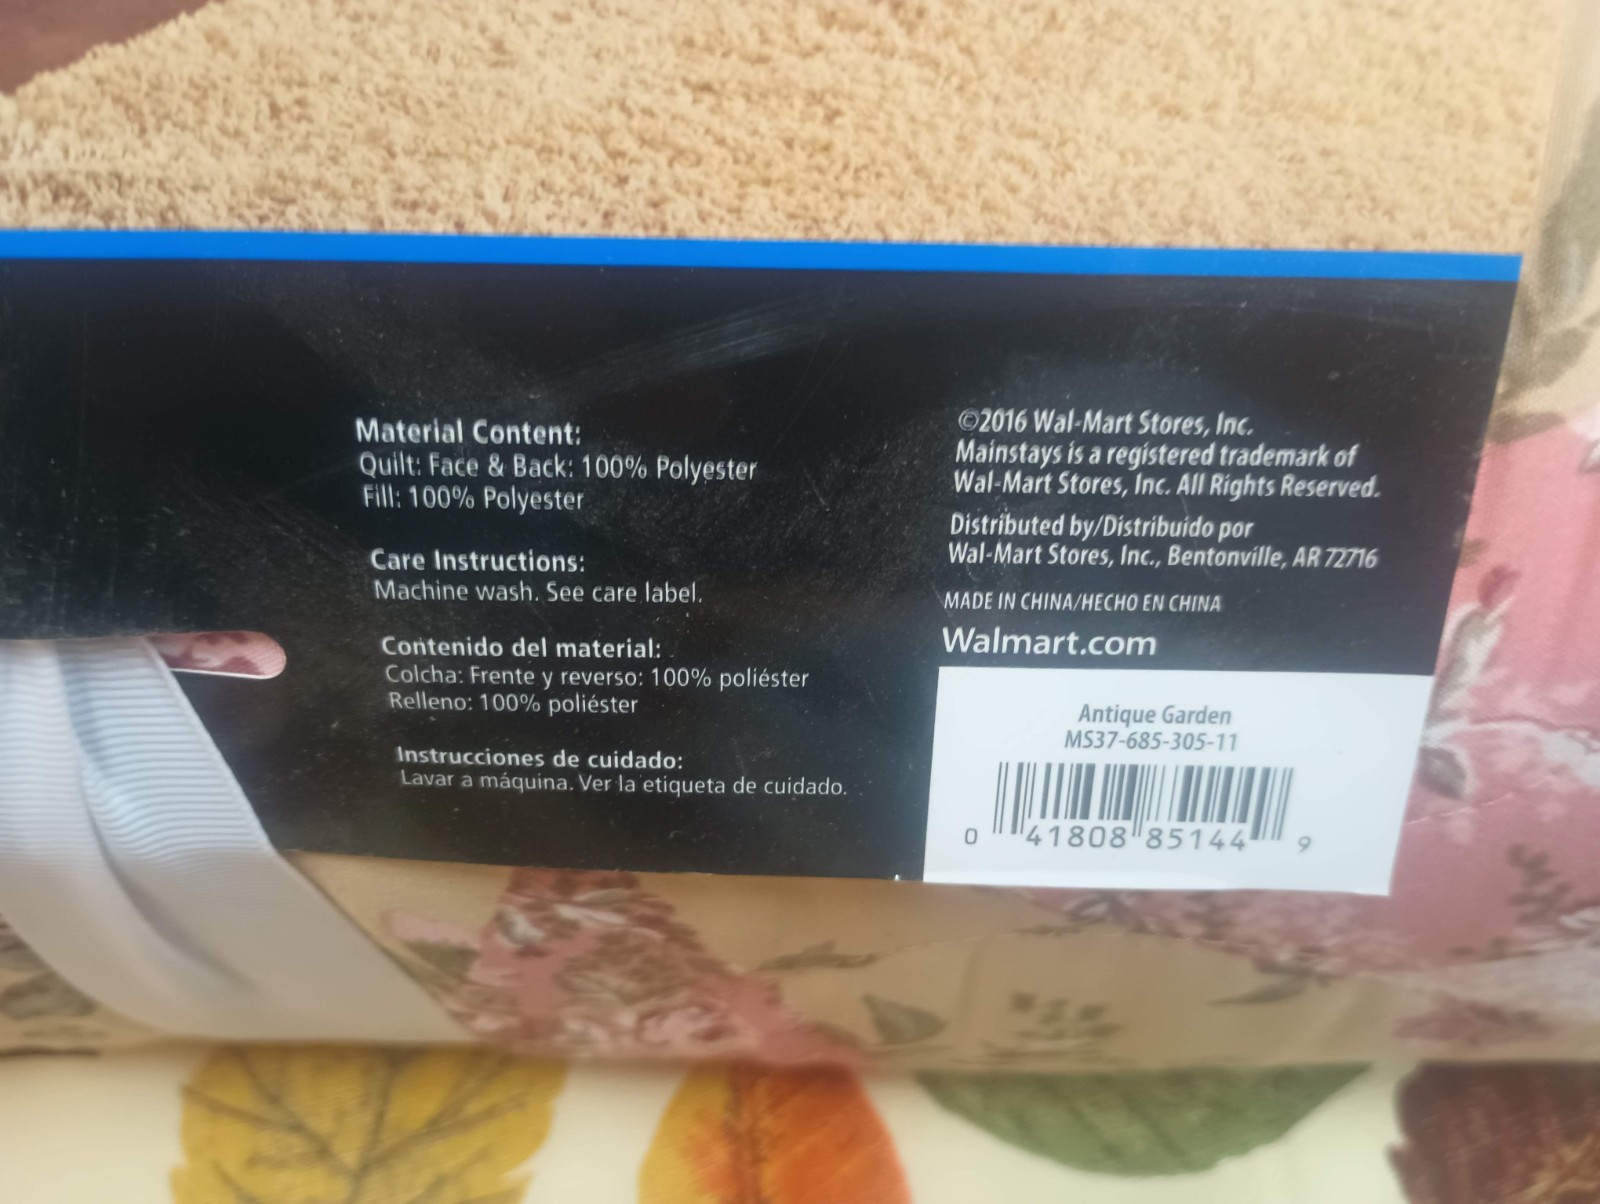 Material Content:
Quilt: Face & Back: 100% Polyester
Fill: 100% Polyester
Care Instructions:
Machine wash. See care label.
Contenido del material:
Colcha: Frente y reverso: 100% poliéster
Relleno: 100% poliéster
Instrucciones de cuidado:
Lavar a máquina. Ver la etiqueta de cuidado.
©2016 Wal-Mart Stores, Inc.
Mainstays is a registered trademark of
Wal-Mart Stores, Inc. All Rights Reserved.
Distributed by/Distribuido por
Wal-Mart Stores, Inc., Bentonville, AR 72716
MADE IN CHINA/HECHO EN CHINA
Walmart.com
Antique Garden
MS37-685-305-11
0 41808 85144 9